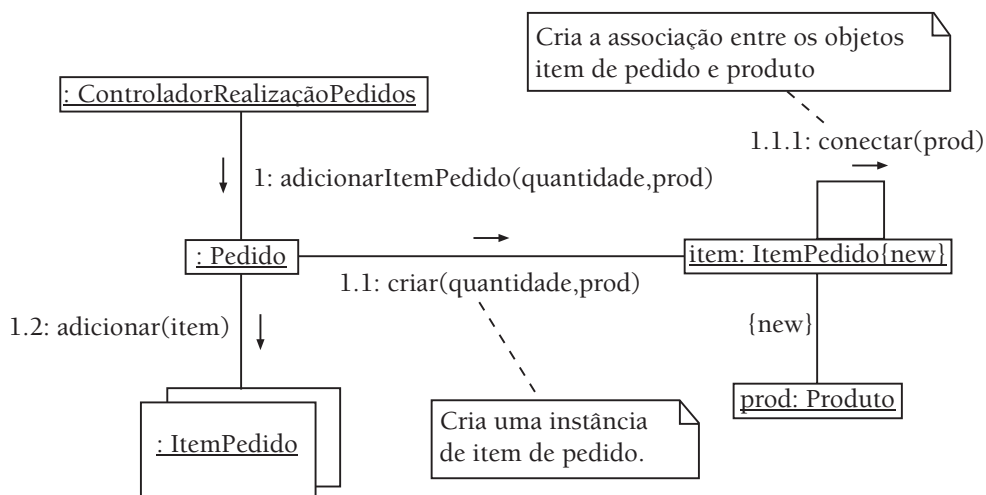 Cria a associação entre os objetos
item de pedido e produto
: ControladorRealizaçãoPedidos
1.1.1: conectar(prod)
1: adicionarItemPedido(quantidade,prod)
: Pedido
item: ItemPedido{new}
1.1: criar(quantidade,prod)
1.2: adicionar(item)
{new}
prod: Produto
Cria uma instância
de item de pedido.
: ItemPedido